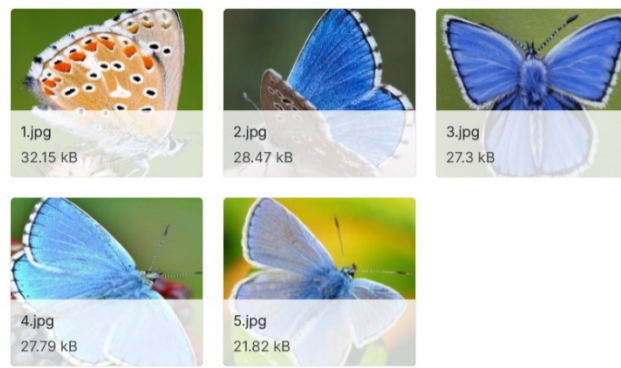 1.jpg
32.15 kB
2.jpg
28.47 kB
3.jpg
27.3 kB
4.jpg
27.79 kB
5.jpg
21.82 kB